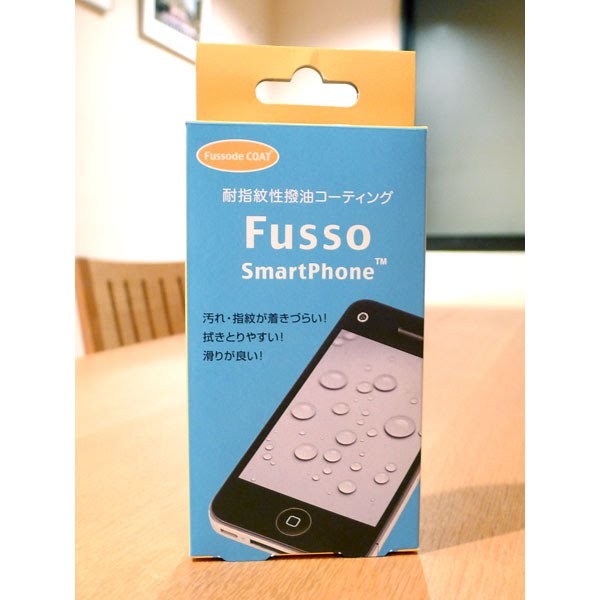 Fussode COAT
耐指紋性撥油コーティング
Fusso
SmartPhone™
汚れ・指紋が着きづらい!
拭きとりやすい!
滑りが良い!